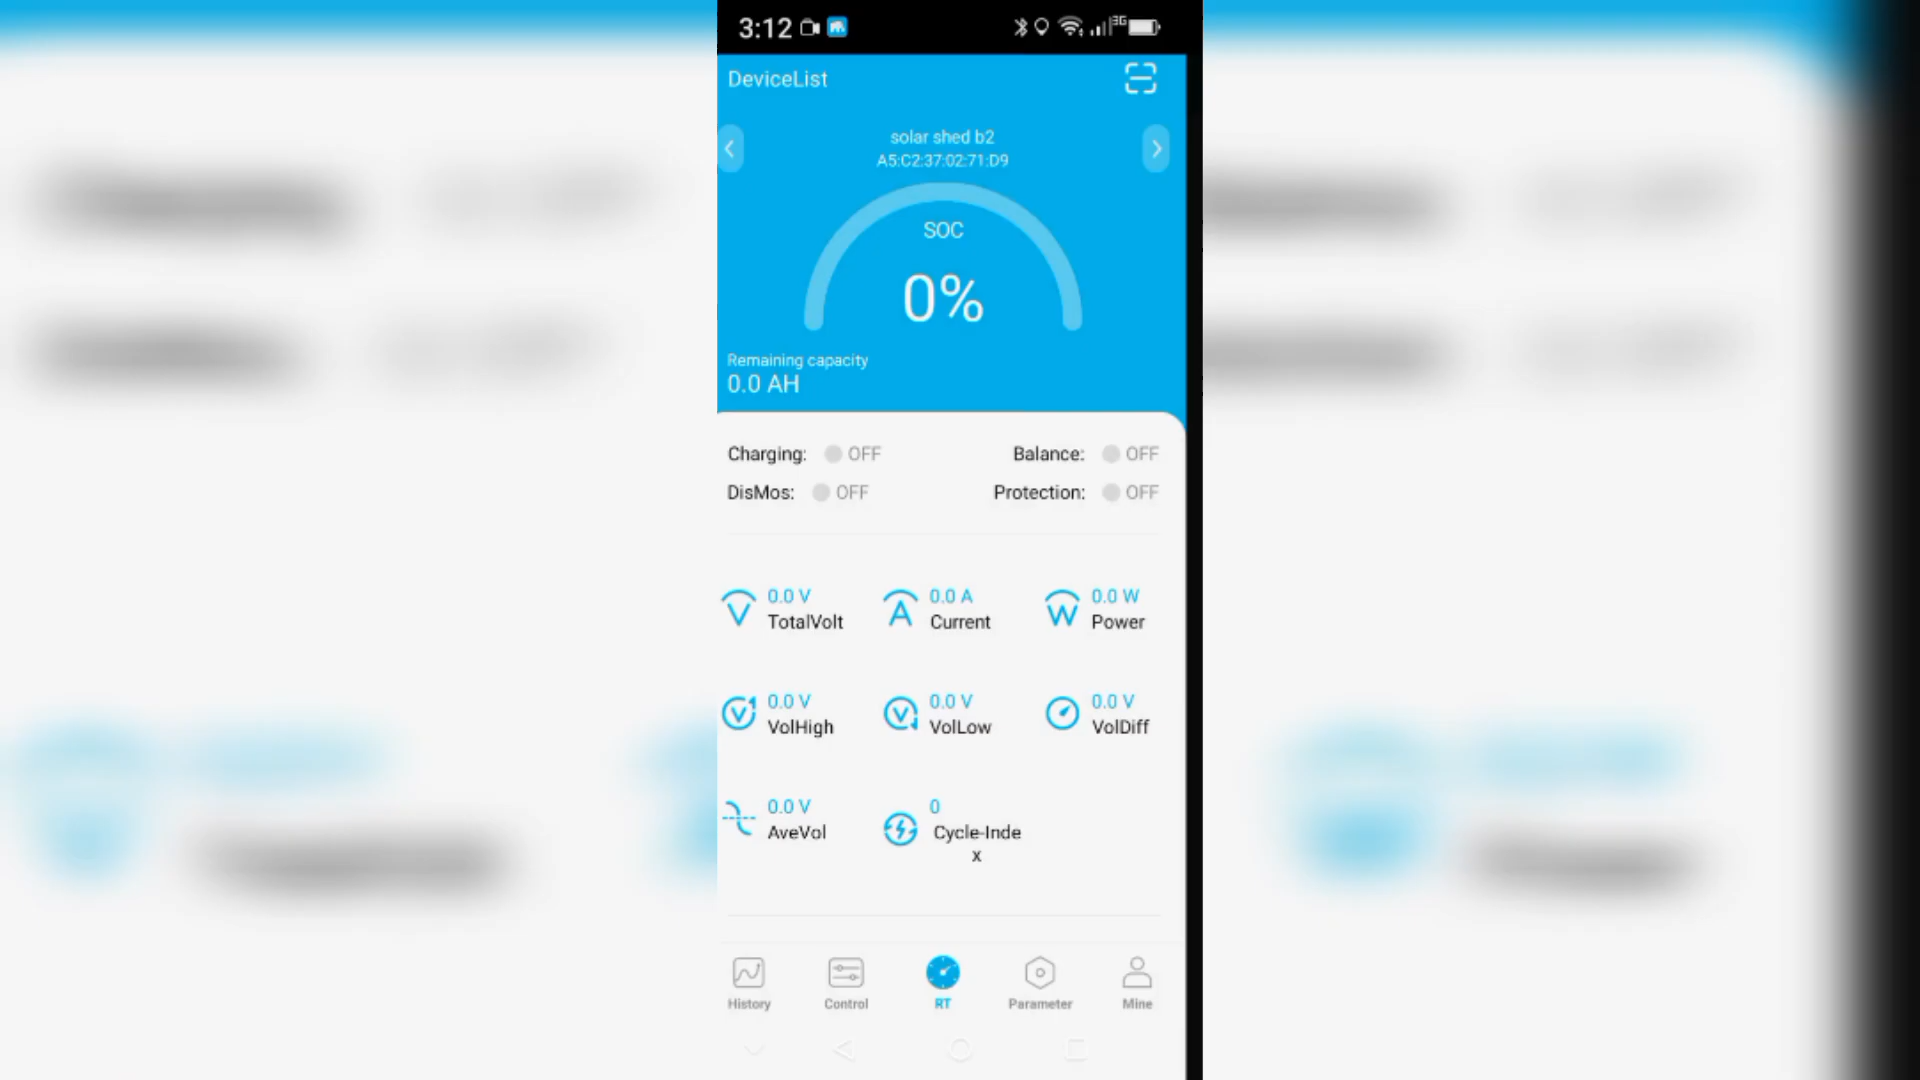 3:12
3G
DeviceList
solar shed b2
A5:C2:37:02:71:D9
SOC
0%
Remaining capacity
0.0 AH
Charging: OFF
Balance: OFF
DisMos: OFF
Protection: OFF
0.0 V
TotalVolt
0.0 A
Current
0.0 W
Power
0.0 V
VolHigh
0.0 V
VolLow
0.0 V
VolDiff
0.0 V
AveVol
0
Cycle-Inde
x
History
Control
RT
Parameter
Mine